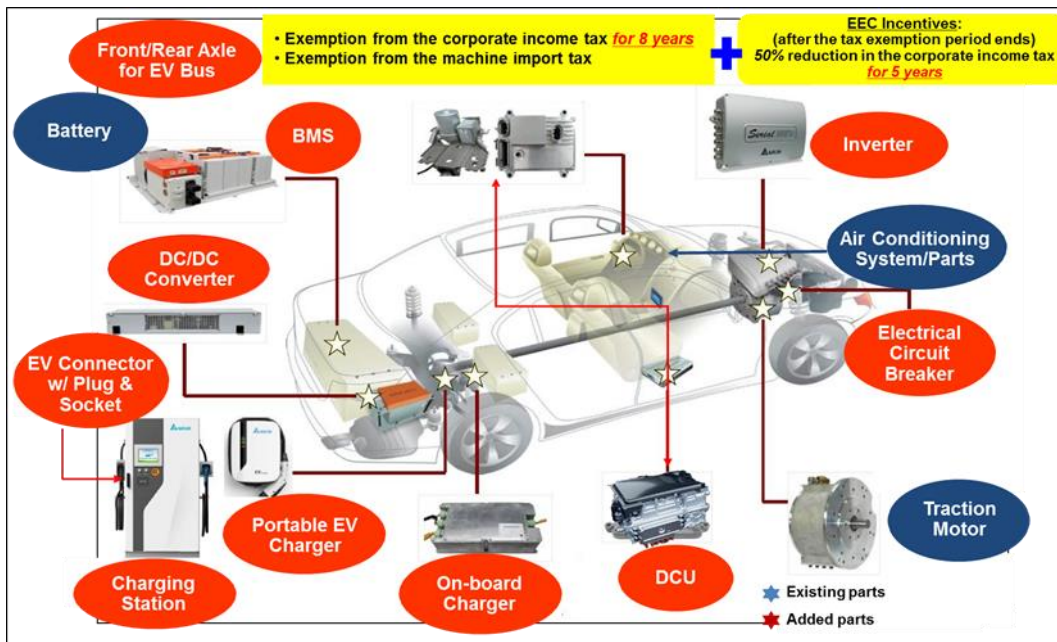 Front/Rear Axle
for EV Bus
• Exemption from the corporate income tax for 8 years
• Exemption from the machine import tax
EEC Incentives:
(after the tax exemption period ends)
50% reduction in the corporate income tax
for 5 years
Battery
BMS
Inverter
DC/DC
Converter
Air Conditioning
System/Parts
EV Connector
w/ Plug &
Socket
Electrical
Circuit
Breaker
Portable EV
Charger
Traction
Motor
Charging
Station
On-board
Charger
DCU
Existing parts
Added parts